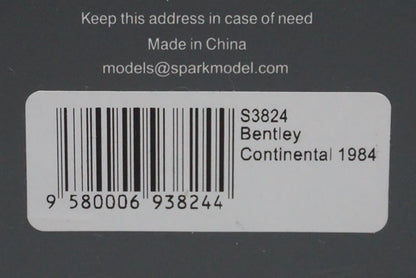 Keep this address in case of need
Made in China
models@sparkmodel.com
S3824
Bentley
Continental 1984
9 580006 938244